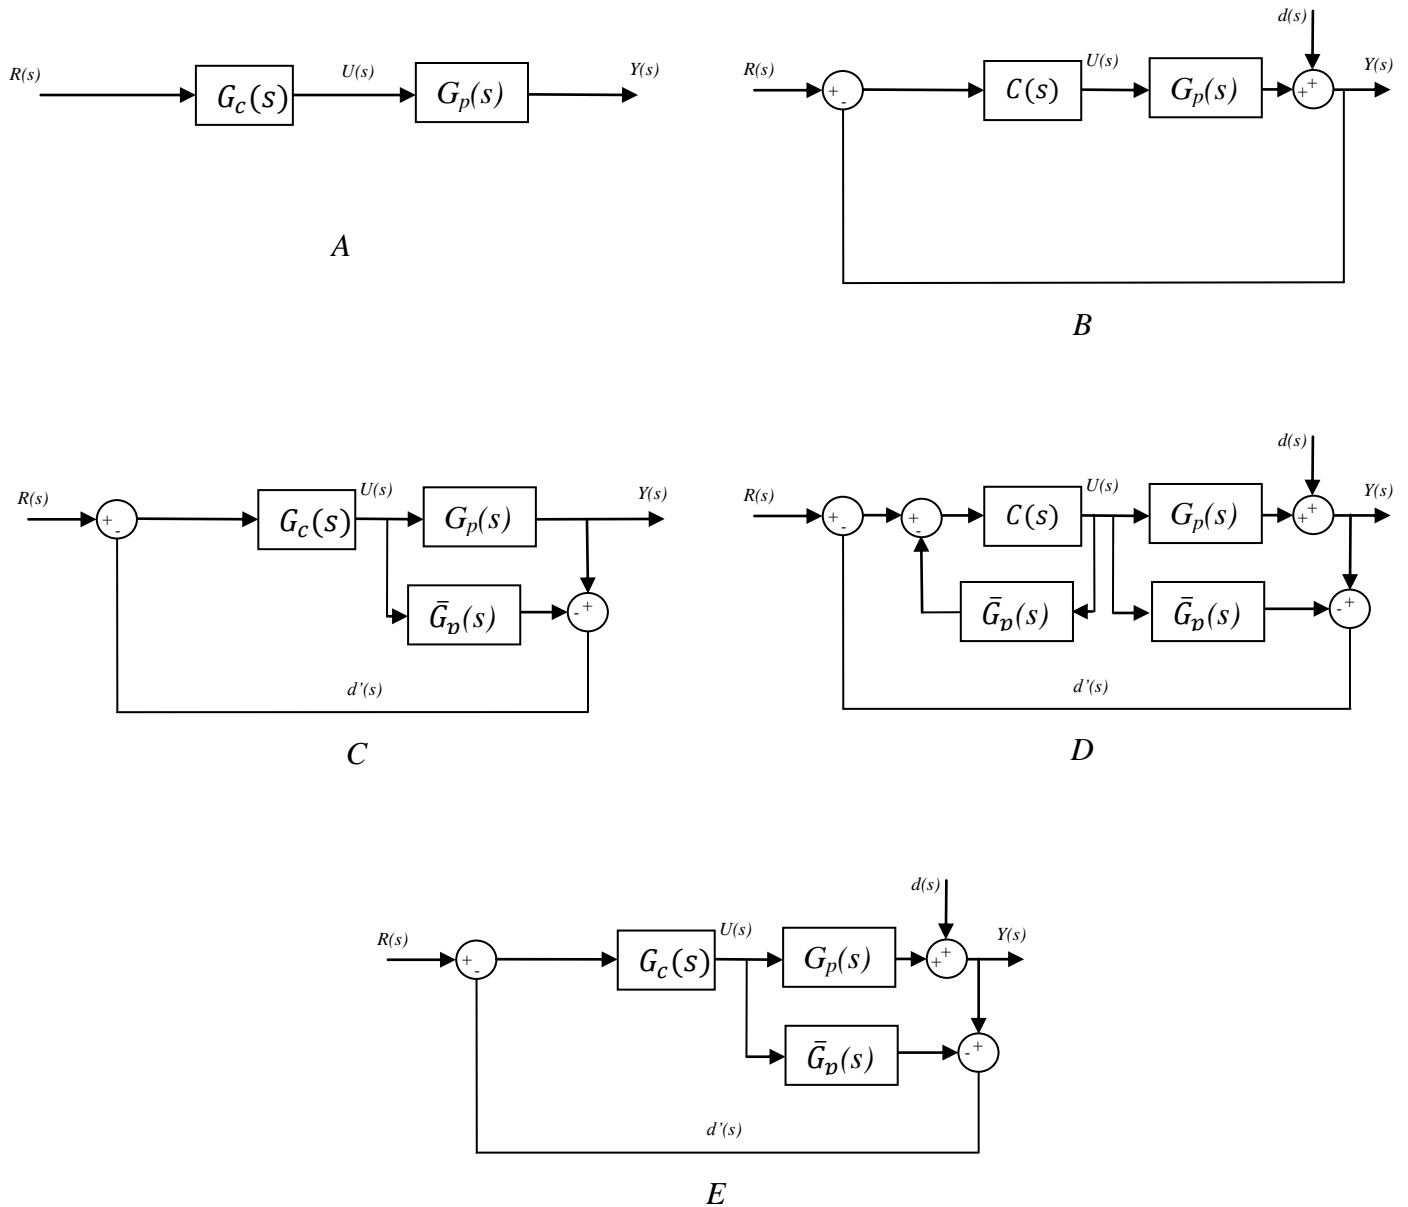 R(s) G_c(s) U(s) G_p(s) Y(s)
A
d(s)
R(s) + - C(s) U(s) G_p(s) + + Y(s)
B
R(s) + - G_c(s) U(s) G_p(s) Y(s)
Ḡ_p(s) - +
d'(s)
C
d(s)
R(s) + - + - C(s) U(s) G_p(s) + + Y(s)
Ḡ_p(s) Ḡ_p(s) - +
d'(s)
D
d(s)
R(s) + - G_c(s) U(s) G_p(s) + + Y(s)
Ḡ_p(s) - +
d'(s)
E